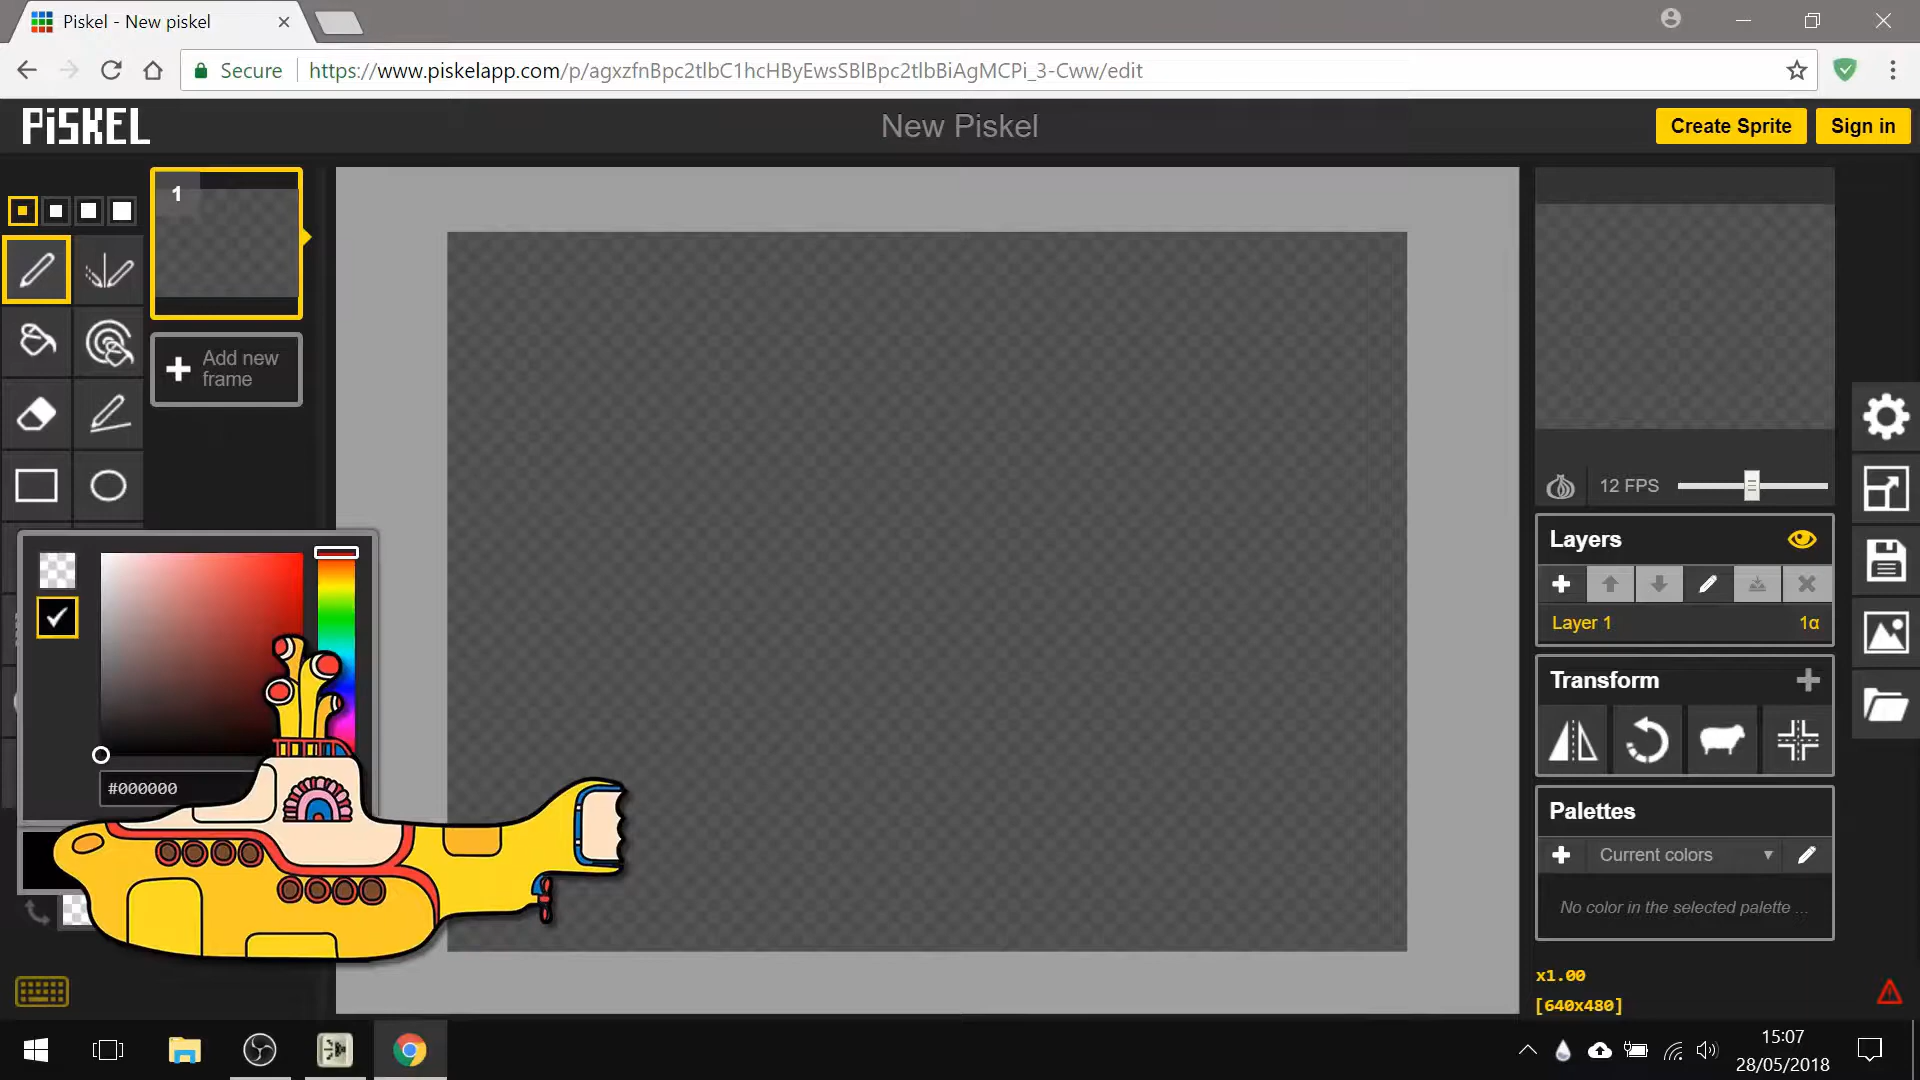 Piskel - New piskel
Secure
https://www.piskelapp.com/p/agxzfnBpc2tlbC1hcHByEwsSBlBpc2tlbBiAgMCPi_3-Cww/edit
PiSKEL
New Piskel
Create Sprite
Sign in
1
Add new
frame
12 FPS
Layers
Layer 1
1α
Transform
#000000
Palettes
Current colors
No color in the selected palette ...
x1.00
[640x480]
15:07
28/05/2018